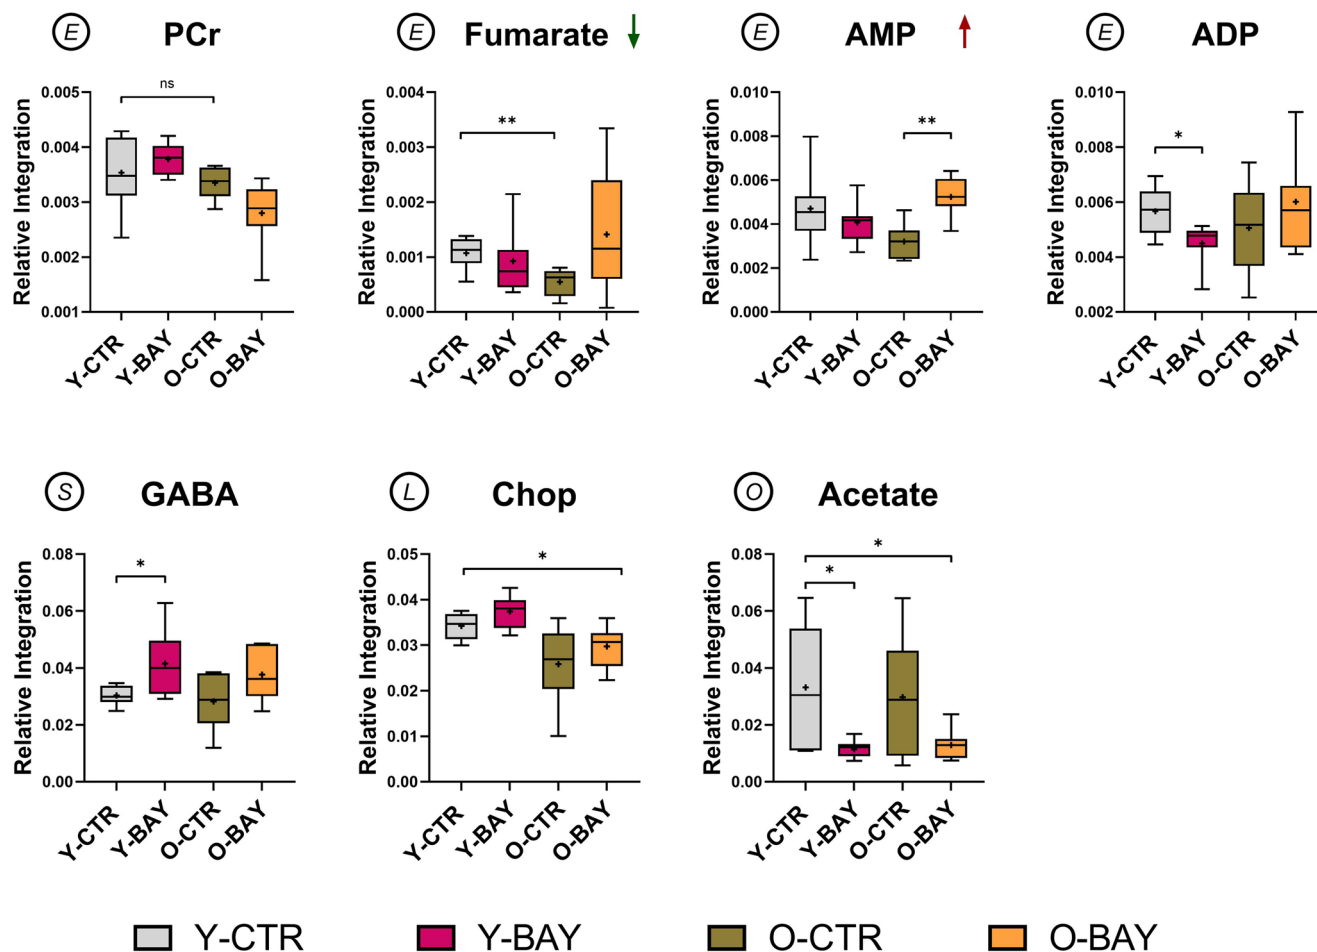 E PCr E Fumarate ↓ E AMP ↑ E ADP
Relative Integration
0.005
0.004
0.003
0.002
0.001
ns
Y-CTR Y-BAY O-CTR O-BAY
Relative Integration
0.004
0.003
0.002
0.001
0.000
**
Y-CTR Y-BAY O-CTR O-BAY
Relative Integration
0.010
0.008
0.006
0.004
0.002
0.000
**
Y-CTR Y-BAY O-CTR O-BAY
Relative Integration
0.010
0.008
0.006
0.004
0.002
*
Y-CTR Y-BAY O-CTR O-BAY
S GABA L Chop O Acetate
Relative Integration
0.08
0.06
0.04
0.02
0.00
*
Y-CTR Y-BAY O-CTR O-BAY
Relative Integration
0.05
0.04
0.03
0.02
0.01
0.00
*
Y-CTR Y-BAY O-CTR O-BAY
Relative Integration
0.08
0.06
0.04
0.02
0.00
*
*
Y-CTR Y-BAY O-CTR O-BAY
Y-CTR Y-BAY O-CTR O-BAY